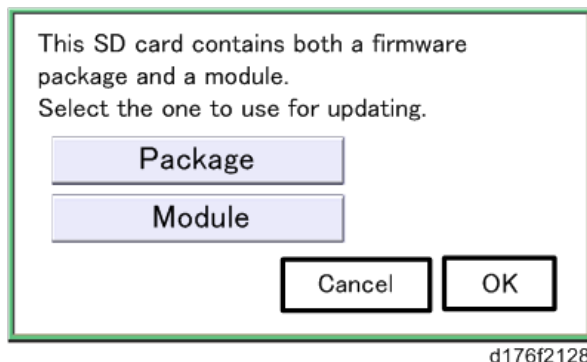 This SD card contains both a firmware
package and a module.
Select the one to use for updating.
Package
Module
Cancel OK
d176f2128